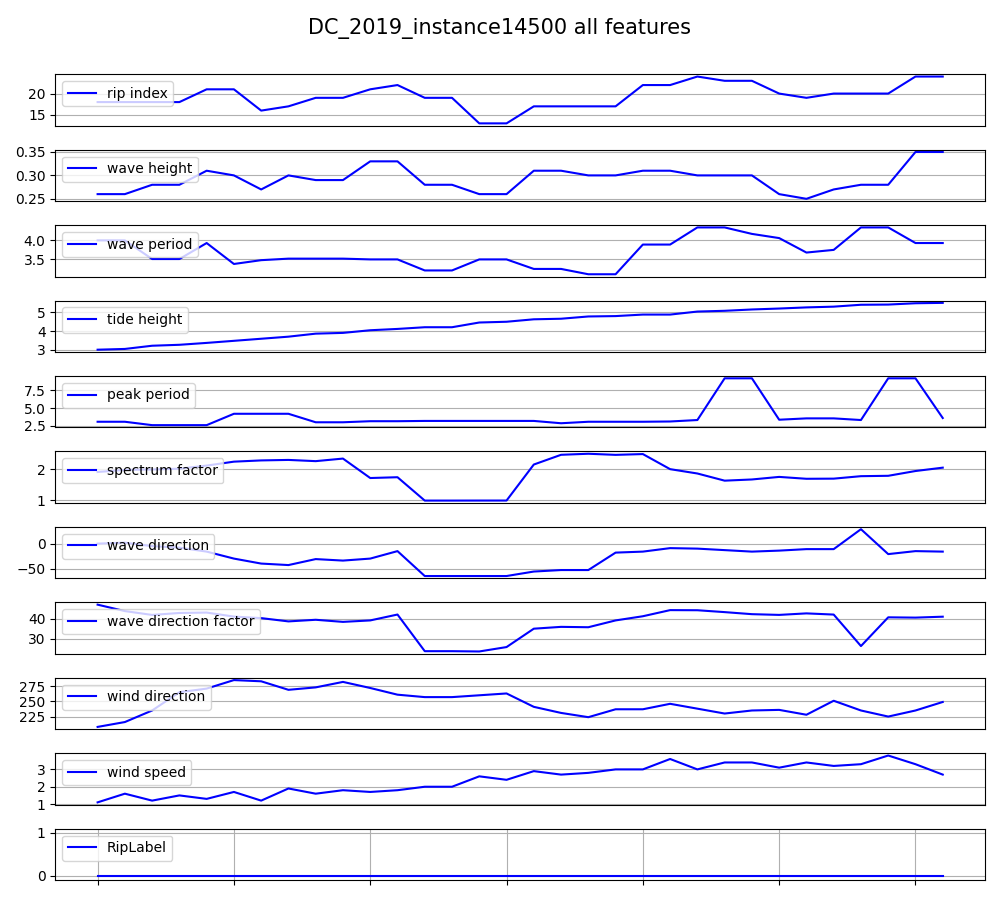 DC_2019_instance14500 all features
20
15
rip index
0.35
0.30
0.25
wave height
4.0
3.5
wave period
5
4
3
tide height
7.5
5.0
2.5
peak period
2
1
spectrum factor
0
−50
wave direction
40
30
wave direction factor
275
250
225
wind direction
3
2
1
wind speed
1
0
RipLabel